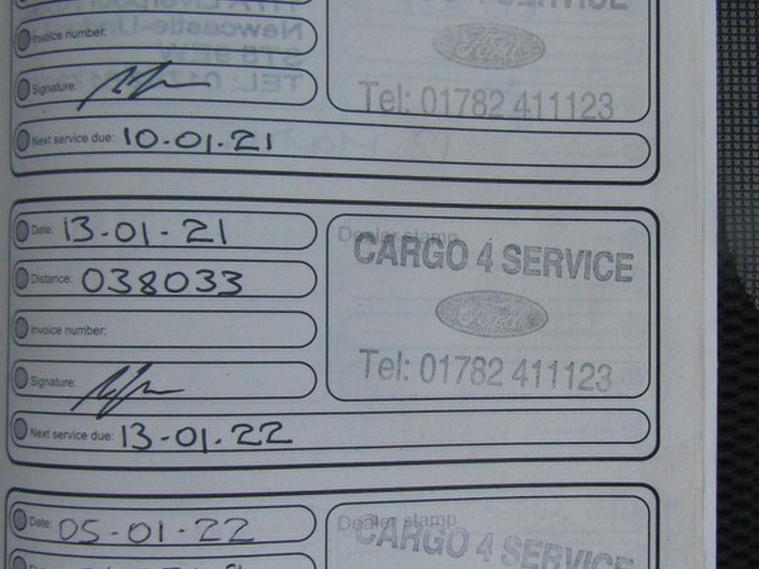 Invoice number:
Signature:
Ford
Tel: 01782 411123
Next service due: 10-01-21
Date: 13-01-21
Dealer stamp
CARGO 4 SERVICE
Distance: 038033
Ford
Invoice number:
Signature:
Tel: 01782 411123
Next service due: 13-01-22
Date: 05-01-22
Dealer stamp
CARGO 4 SERVICE